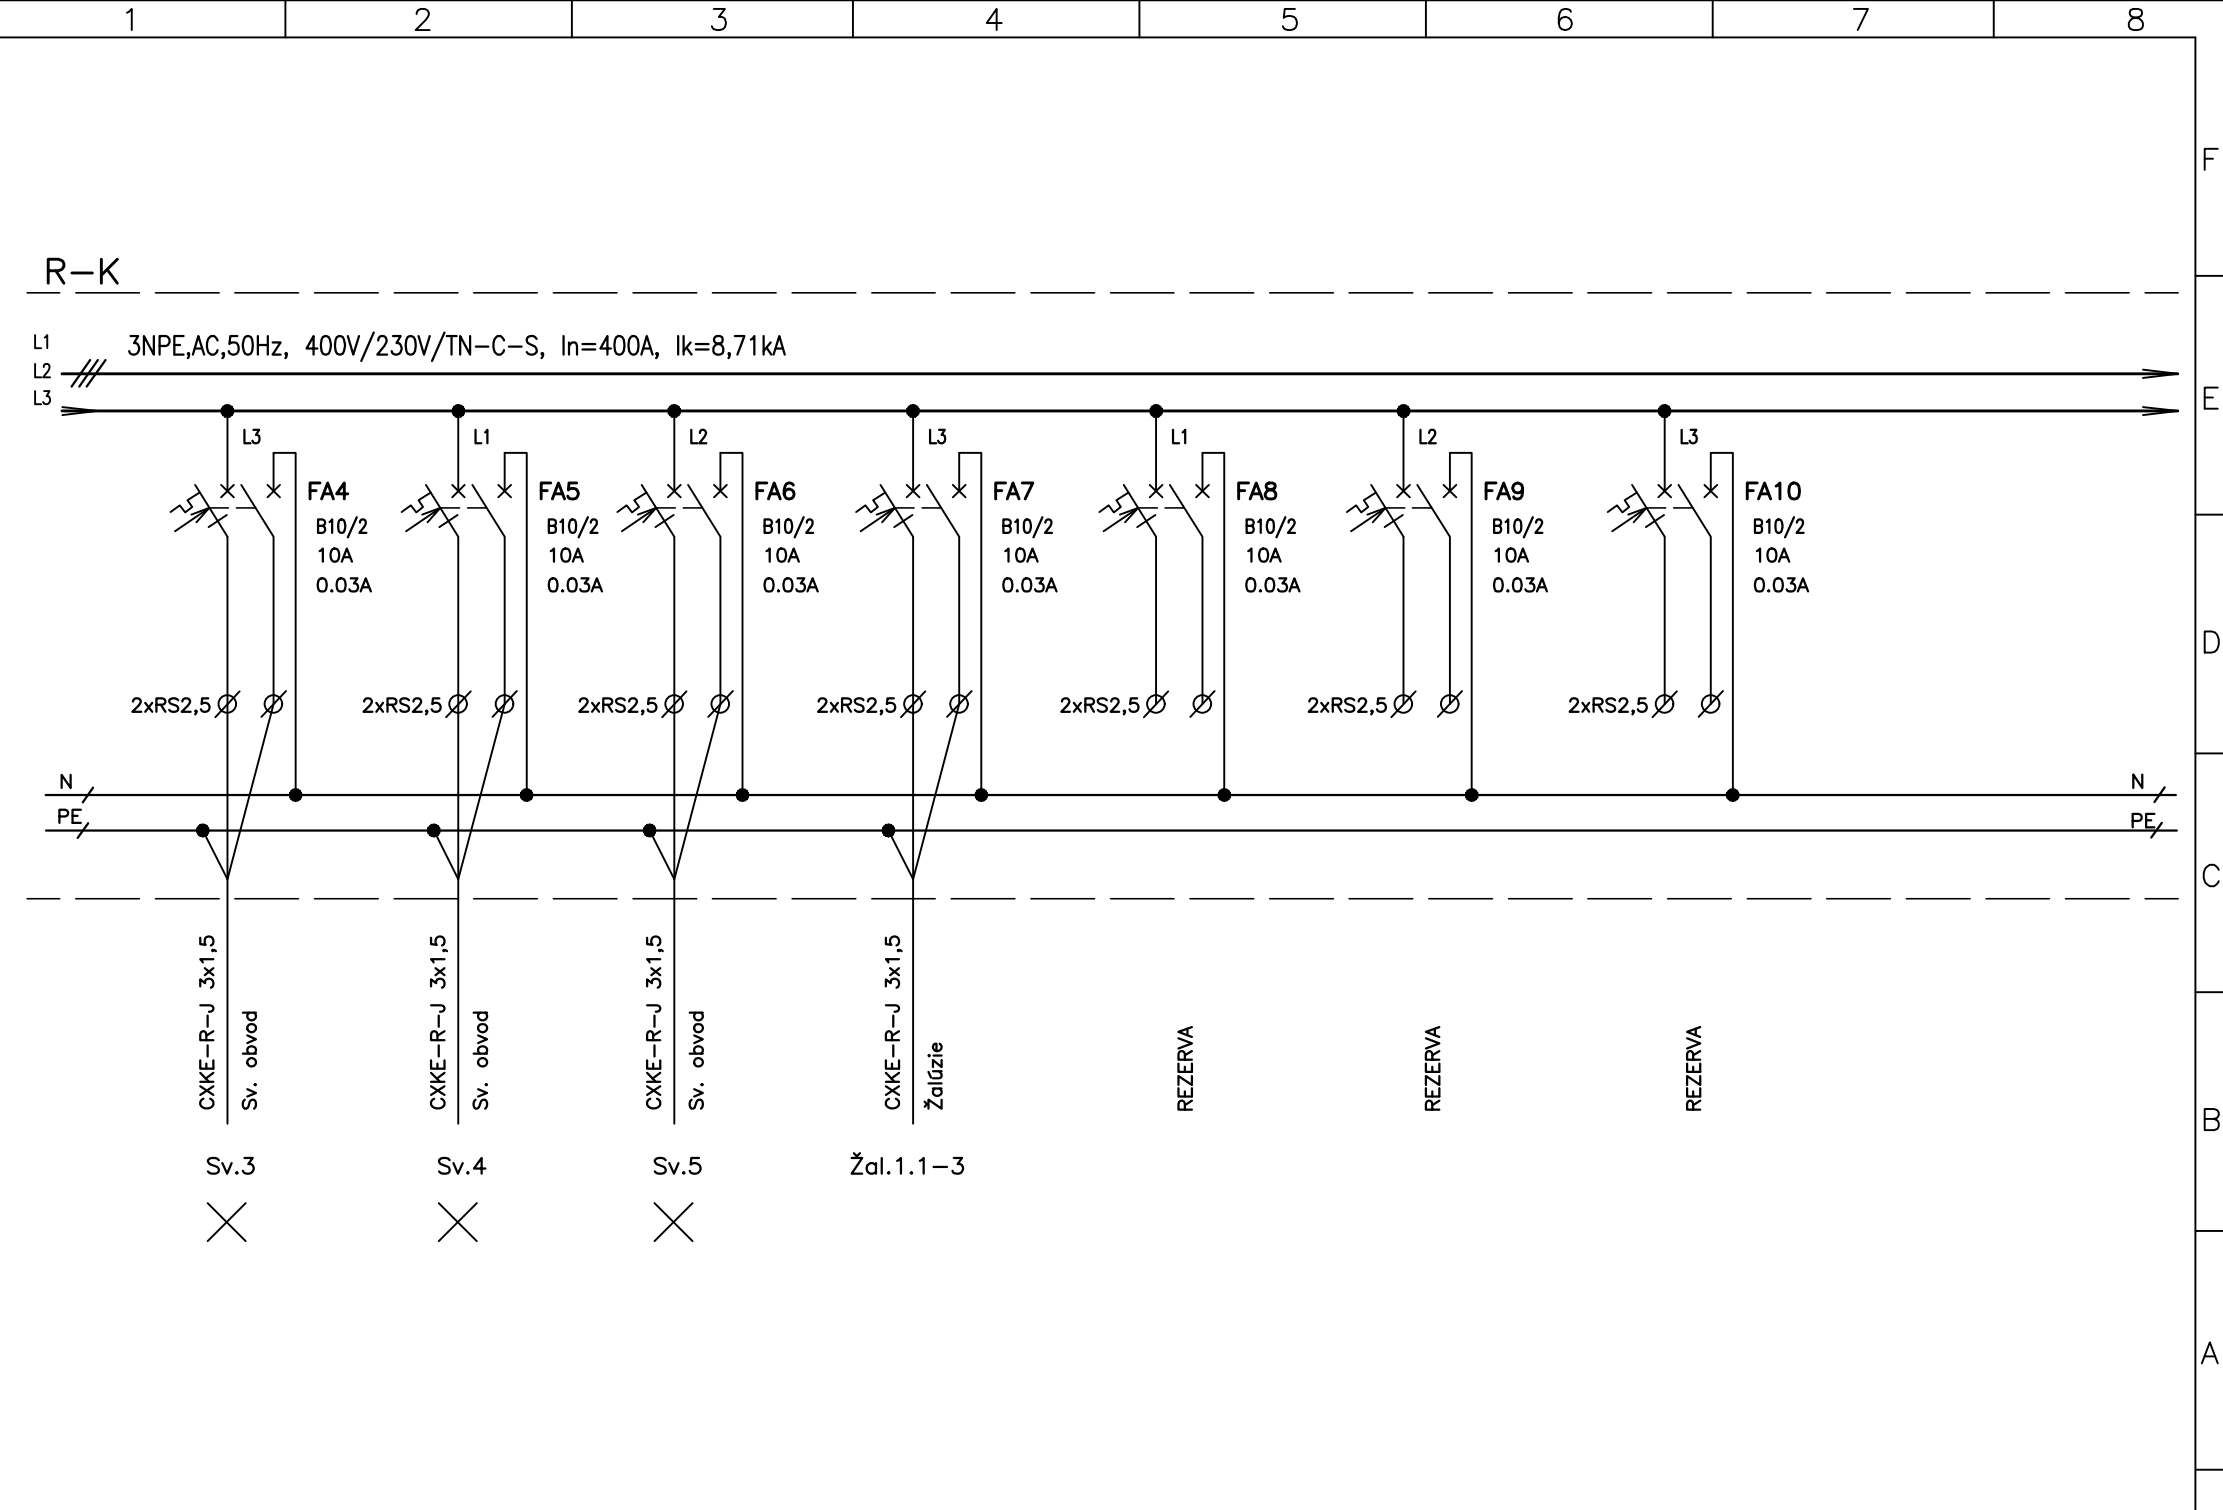 1 2 3 4 5 6 7 8
F
R-K
L1 3NPE,AC,50Hz, 400V/230V/TN-C-S, In=400A, Ik=8,71kA
L2
L3
E
L3 L1 L2 L3 L1 L2 L3
FA4 FA5 FA6 FA7 FA8 FA9 FA10
B10/2 B10/2 B10/2 B10/2 B10/2 B10/2 B10/2
10A 10A 10A 10A 10A 10A 10A
0.03A 0.03A 0.03A 0.03A 0.03A 0.03A 0.03A
D
2xRS2,5 2xRS2,5 2xRS2,5 2xRS2,5 2xRS2,5 2xRS2,5 2xRS2,5
N N
PE PE
C
CXKE-R-J 3x1,5
Sv. obvod
CXKE-R-J 3x1,5
Sv. obvod
CXKE-R-J 3x1,5
Sv. obvod
CXKE-R-J 3x1,5
Žalúzie
REZERVA
REZERVA
REZERVA
B
Sv.3 Sv.4 Sv.5 Žal.1.1-3
A